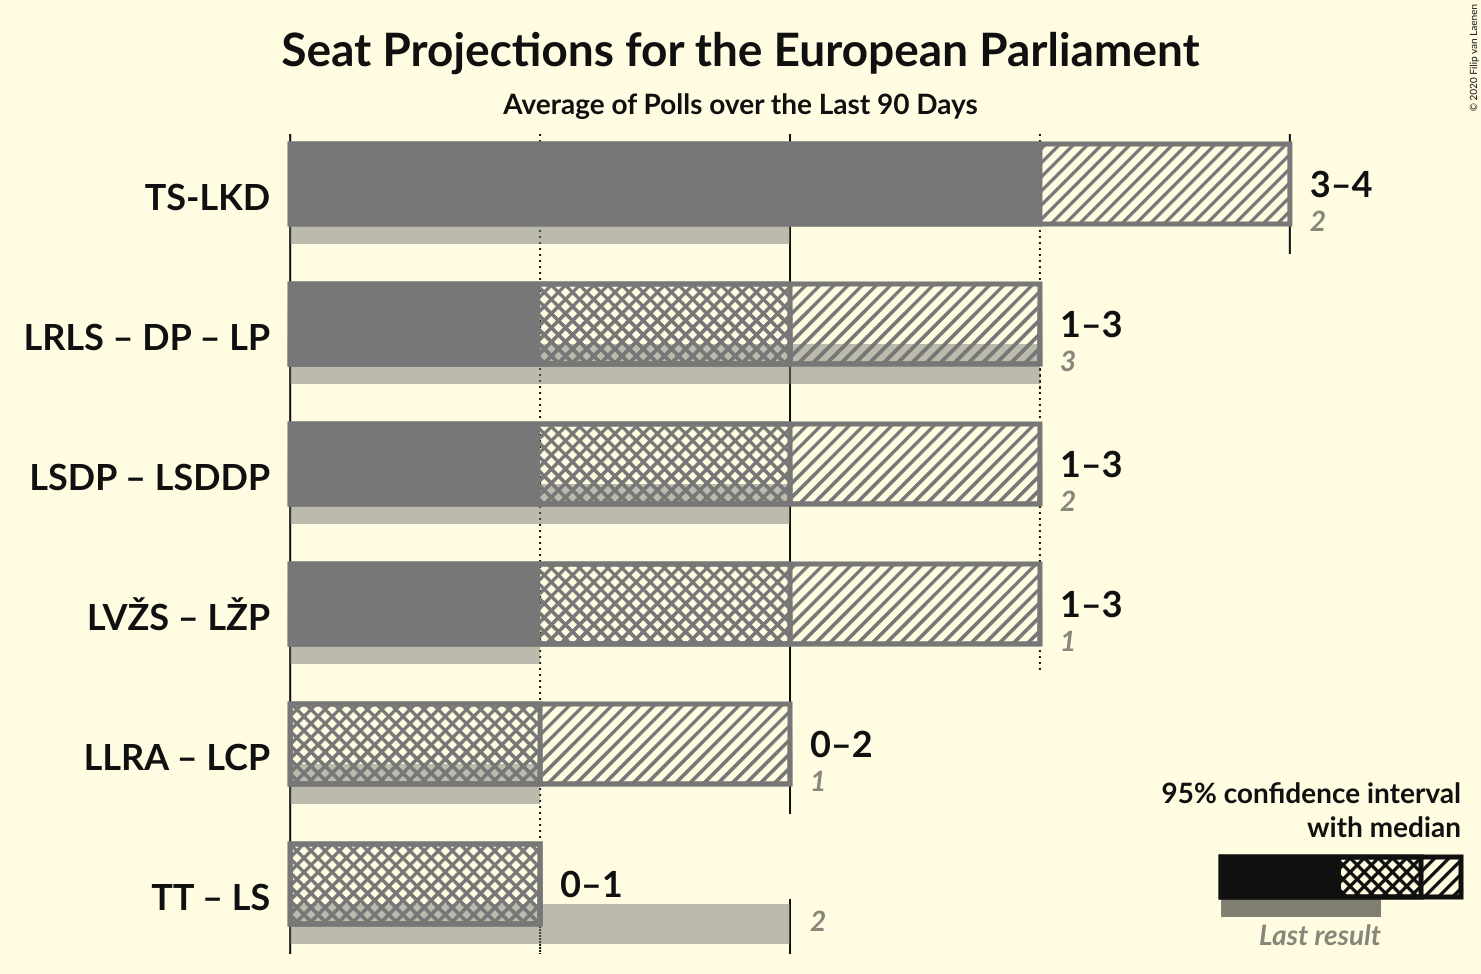 Seat Projections for the European Parliament
Average of Polls over the Last 90 Days
© 2020 Filip van Laenen
TS-LKD
3–4
2
LRLS – DP – LP
1–3
3
LSDP – LSDDP
1–3
2
LVŽS – LŽP
1–3
1
LLRA – LCP
0–2
1
TT – LS
0–1
2
95% confidence interval
with median
Last result